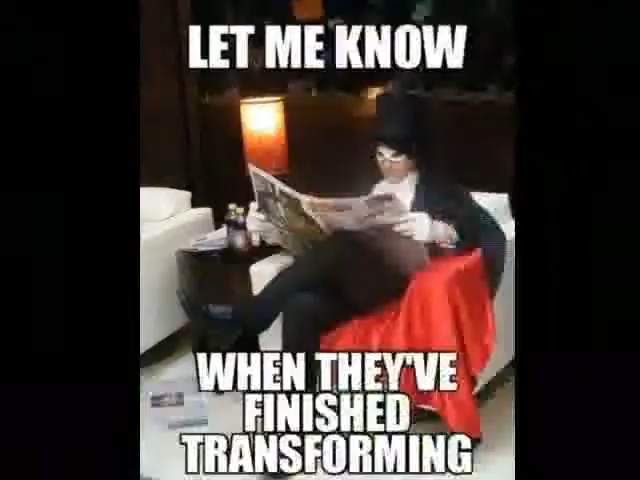 LET ME KNOW
WHEN THEY'VE
FINISHED
TRANSFORMING